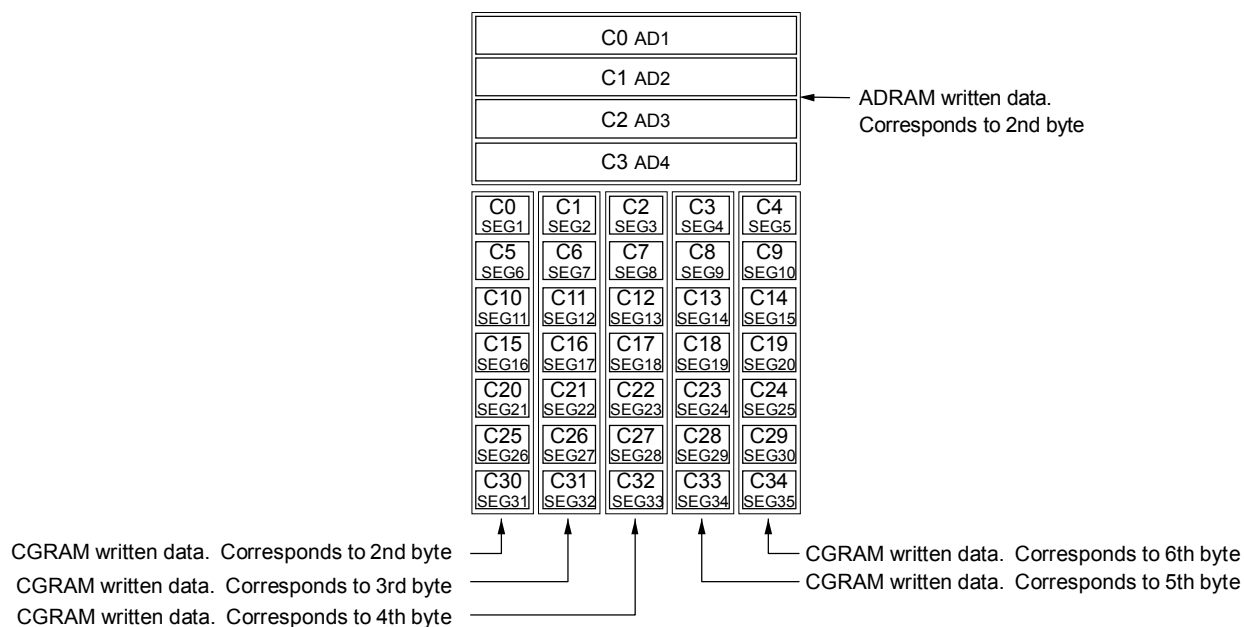 C0 AD1
C1 AD2
C2 AD3
C3 AD4
ADRAM written data.
Corresponds to 2nd byte
C0 C1 C2 C3 C4
SEG1 SEG2 SEG3 SEG4 SEG5
C5 C6 C7 C8 C9
SEG6 SEG7 SEG8 SEG9 SEG10
C10 C11 C12 C13 C14
SEG11 SEG12 SEG13 SEG14 SEG15
C15 C16 C17 C18 C19
SEG16 SEG17 SEG18 SEG19 SEG20
C20 C21 C22 C23 C24
SEG21 SEG22 SEG23 SEG24 SEG25
C25 C26 C27 C28 C29
SEG26 SEG27 SEG28 SEG29 SEG30
C30 C31 C32 C33 C34
SEG31 SEG32 SEG33 SEG34 SEG35
CGRAM written data. Corresponds to 2nd byte
CGRAM written data. Corresponds to 3rd byte
CGRAM written data. Corresponds to 4th byte
CGRAM written data. Corresponds to 6th byte
CGRAM written data. Corresponds to 5th byte